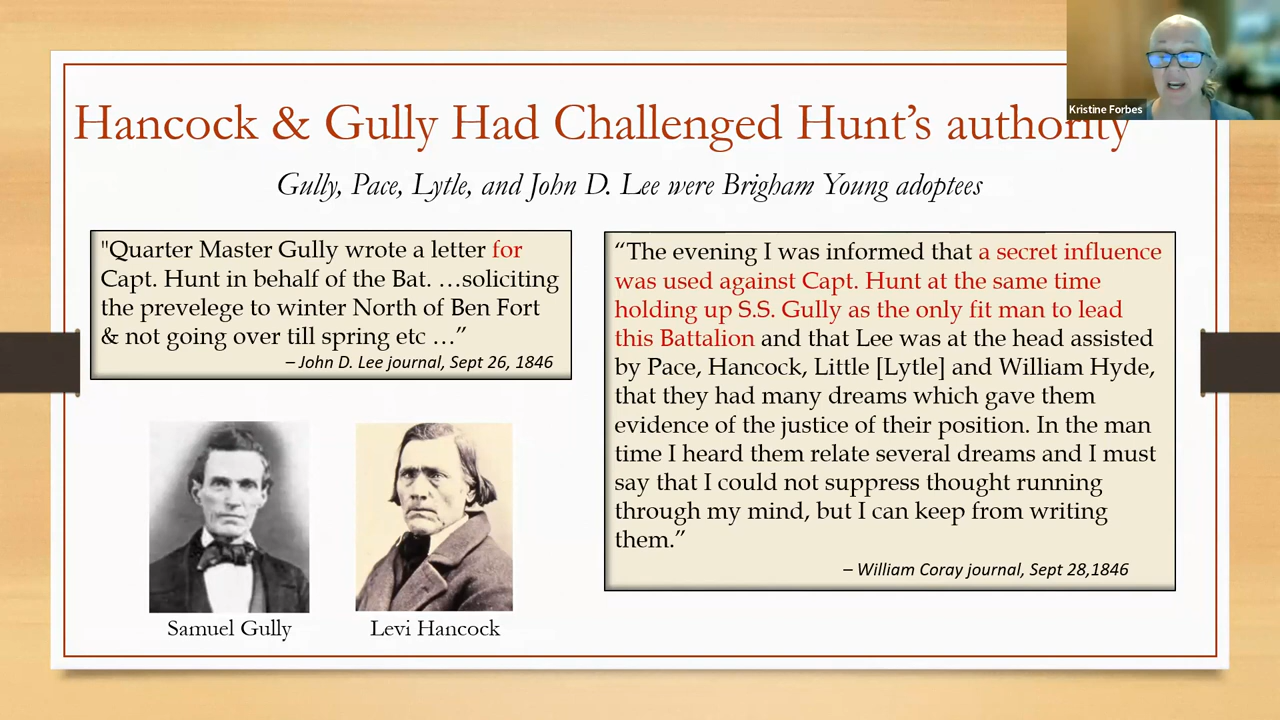 Kristine Forbes
Hancock & Gully Had Challenged Hunt's authority
Gully, Pace, Lytle, and John D. Lee were Brigham Young adoptees
"Quarter Master Gully wrote a letter for
Capt. Hunt in behalf of the Bat. …soliciting
the prevelege to winter North of Ben Fort
& not going over till spring etc …”
– John D. Lee journal, Sept 26, 1846
“The evening I was informed that a secret influence
was used against Capt. Hunt at the same time
holding up S.S. Gully as the only fit man to lead
this Battalion and that Lee was at the head assisted
by Pace, Hancock, Little [Lytle] and William Hyde,
that they had many dreams which gave them
evidence of the justice of their position. In the man
time I heard them relate several dreams and I must
say that I could not suppress thought running
through my mind, but I can keep from writing
them.”
– William Coray journal, Sept 28,1846
Samuel Gully
Levi Hancock